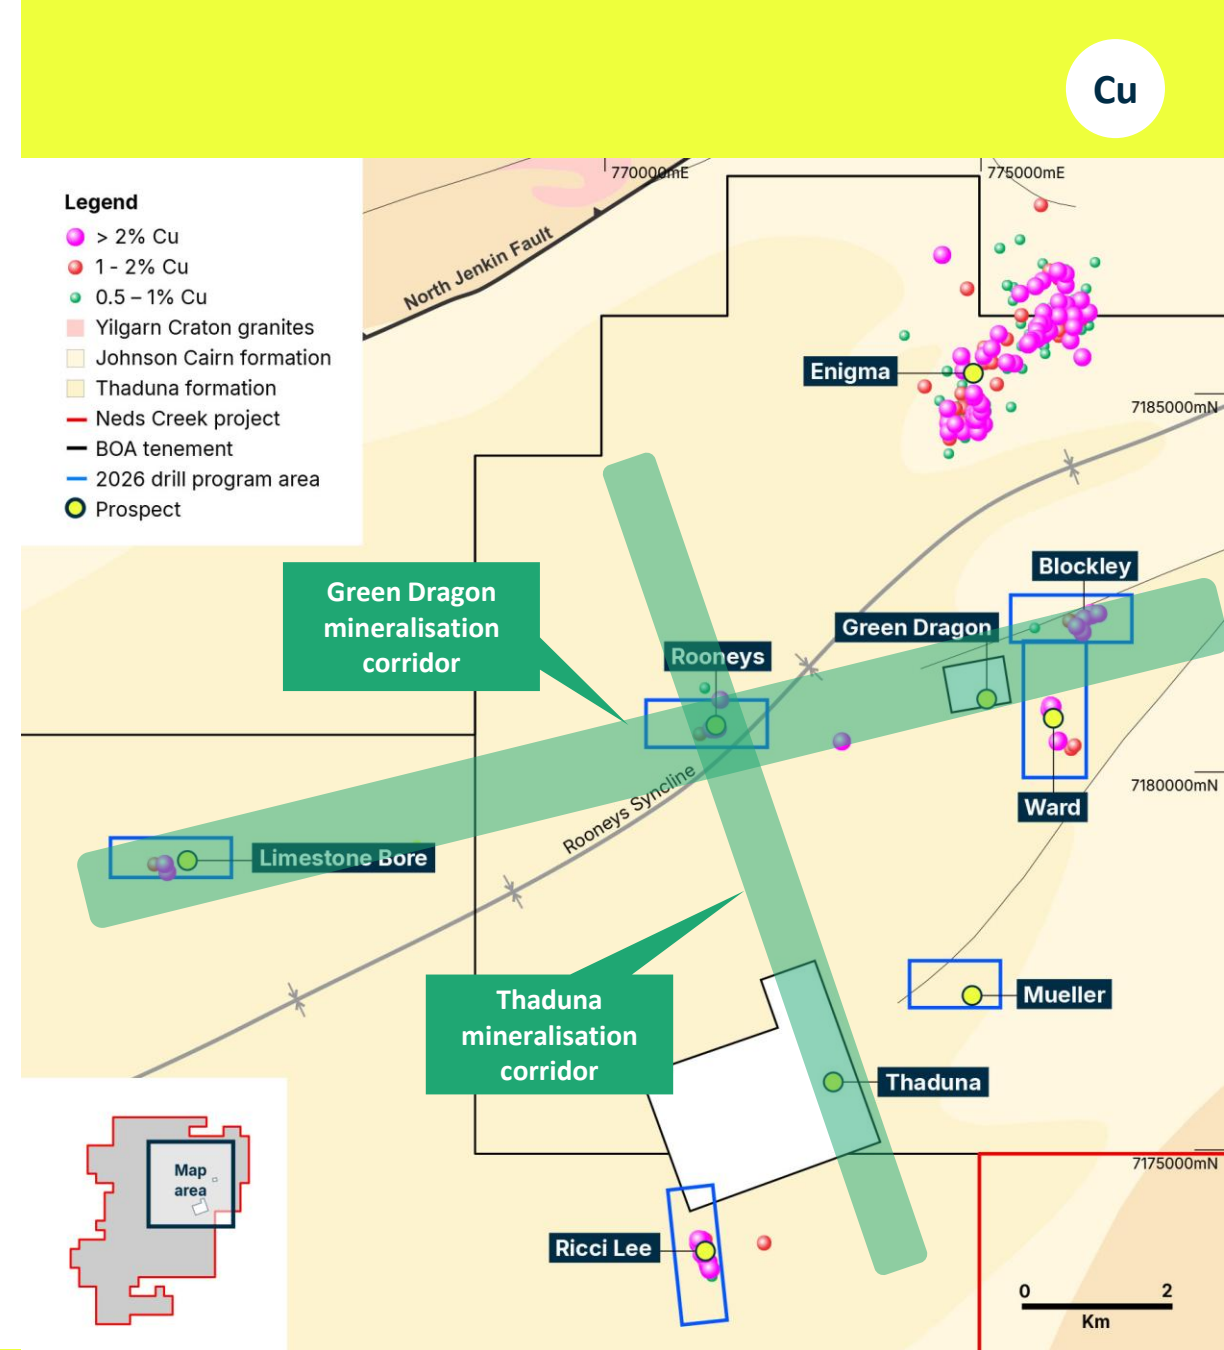 Cu
770000mE
775000mE
Legend
> 2% Cu
1 - 2% Cu
0.5 – 1% Cu
Yilgarn Craton granites
Johnson Cairn formation
Thaduna formation
Neds Creek project
BOA tenement
2026 drill program area
Prospect
North Jenkin Fault
Enigma
7185000mN
Blockley
Green Dragon
mineralisation
corridor
Green Dragon
Rooneys
7180000mN
Rooneys Syncline
Ward
Limestone Bore
Thaduna
mineralisation
corridor
Mueller
Thaduna
7175000mN
Map
area
Ricci Lee
0
2
Km